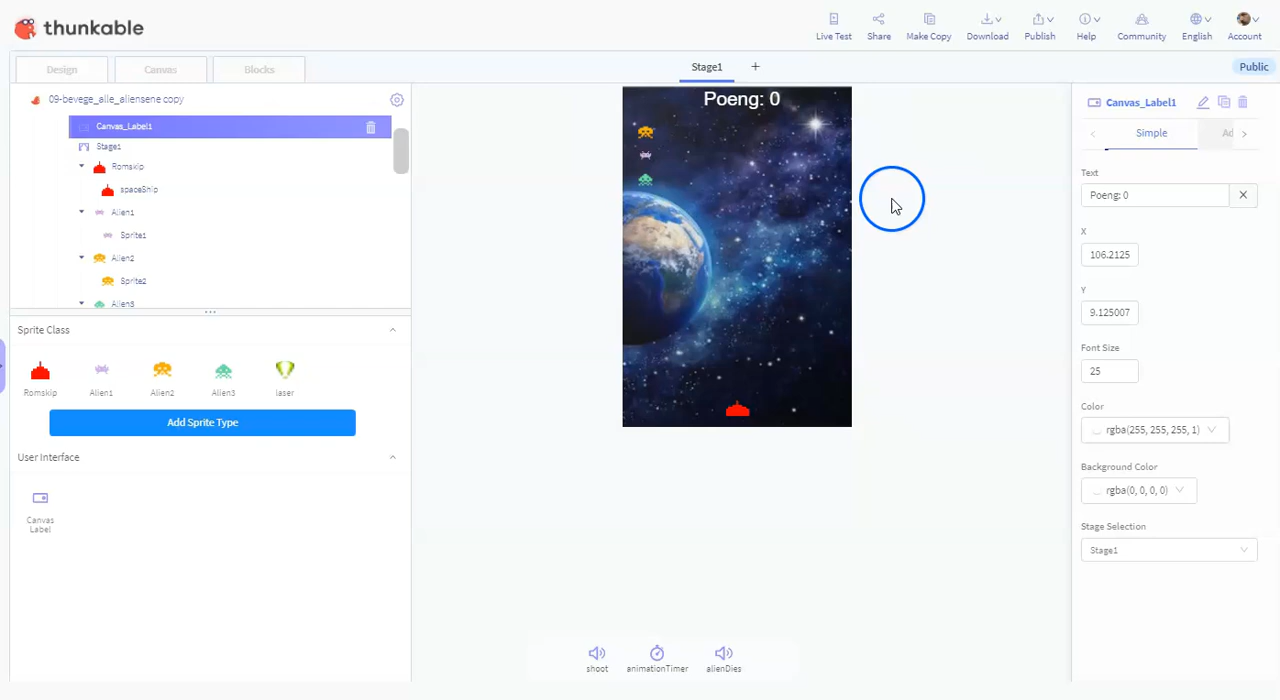 thunkable
Live Test
Share
Make Copy
Download
Publish
Help
Community
English
Account
Design
Canvas
Blocks
Stage1
+
Public
09-bevege_alle_aliensene copy
Canvas_Label1
Stage1
Romskip
spaceShip
Alien1
Sprite1
Alien2
Sprite2
Alien3
Sprite Class
Romskip
Alien1
Alien2
Alien3
laser
Add Sprite Type
User Interface
Canvas
Label
Poeng: 0
shoot
animationTimer
alienDies
Canvas_Label1
Simple
Text
Poeng: 0
X
106.2125
Y
9.125007
Font Size
25
Color
rgba(255, 255, 255, 1)
Background Color
rgba(0, 0, 0, 0)
Stage Selection
Stage1